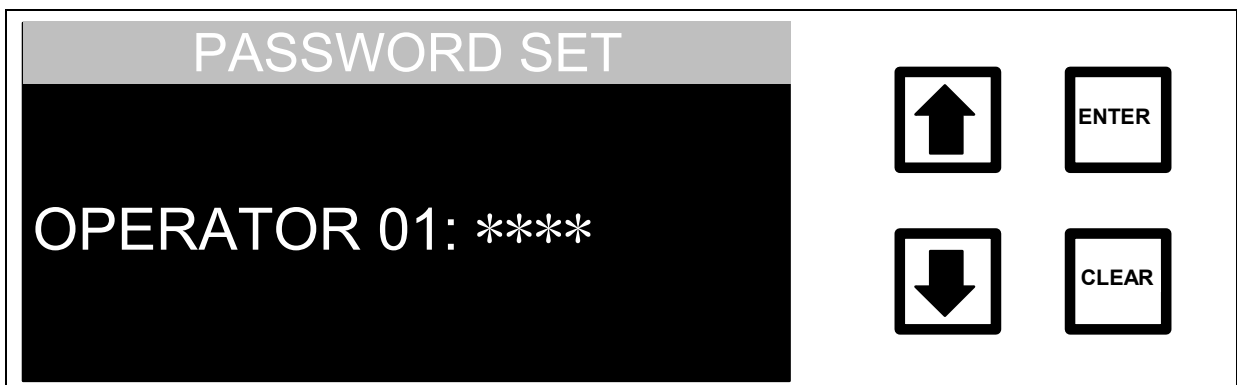 PASSWORD SET
ENTER
OPERATOR 01: ****
CLEAR